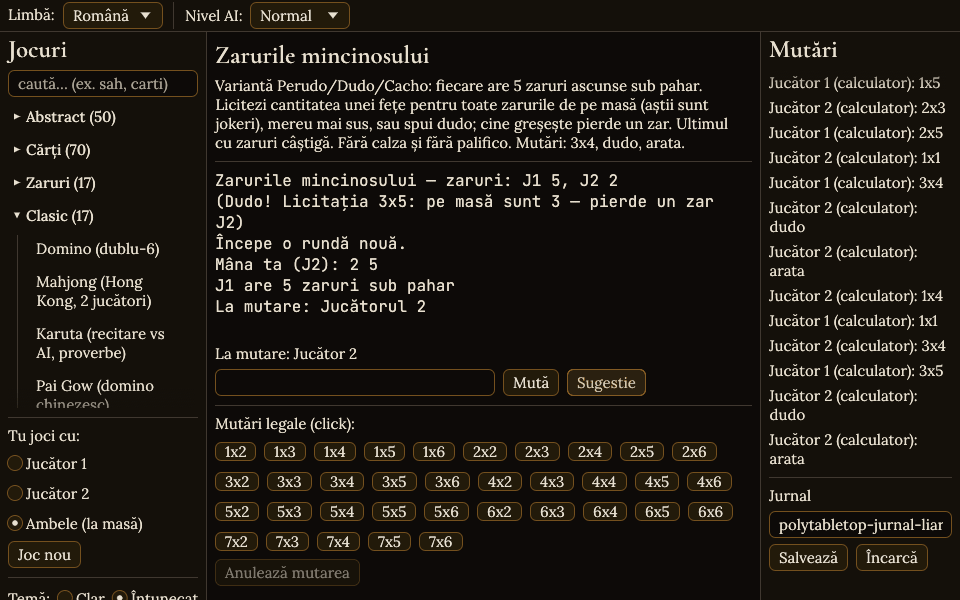 Limbă: Română Nivel AI: Normal
Jocuri
caută... (ex. sah, carti)
Abstract (50)
Cărți (70)
Zaruri (17)
Clasic (17)
Domino (dublu-6)
Mahjong (Hong
Kong, 2 jucători)
Karuta (recitare vs
AI, proverbe)
Pai Gow (domino
chinezesc)
Tu joci cu:
Jucător 1
Jucător 2
Ambele (la masă)
Joc nou
Temă: Clar Întunecat
Zarurile mincinosului
Variantă Perudo/Dudo/Cacho: fiecare are 5 zaruri ascunse sub pahar.
Licitezi cantitatea unei fețe pentru toate zarurile de pe masă (aștii sunt
jokeri), mereu mai sus, sau spui dudo; cine greșește pierde un zar. Ultimul
cu zaruri câștigă. Fără calza și fără palifico. Mutări: 3x4, dudo, arata.
Zarurile mincinosului — zaruri: J1 5, J2 2
(Dudo! Licitația 3x5: pe masă sunt 3 — pierde un zar
J2)
Începe o rundă nouă.
Mâna ta (J2): 2 5
J1 are 5 zaruri sub pahar
La mutare: Jucătorul 2
La mutare: Jucător 2
Mută Sugestie
Mutări legale (click):
1x2 1x3 1x4 1x5 1x6 2x2 2x3 2x4 2x5 2x6
3x2 3x3 3x4 3x5 3x6 4x2 4x3 4x4 4x5 4x6
5x2 5x3 5x4 5x5 5x6 6x2 6x3 6x4 6x5 6x6
7x2 7x3 7x4 7x5 7x6
Anulează mutarea
Mutări
Jucător 1 (calculator): 1x5
Jucător 2 (calculator): 2x3
Jucător 1 (calculator): 2x5
Jucător 2 (calculator): 1x1
Jucător 1 (calculator): 3x4
Jucător 2 (calculator):
dudo
Jucător 2 (calculator):
arata
Jucător 2 (calculator): 1x4
Jucător 1 (calculator): 1x1
Jucător 2 (calculator): 3x4
Jucător 1 (calculator): 3x5
Jucător 2 (calculator):
dudo
Jucător 2 (calculator):
arata
Jurnal
polytabletop-jurnal-liar
Salvează Încarcă